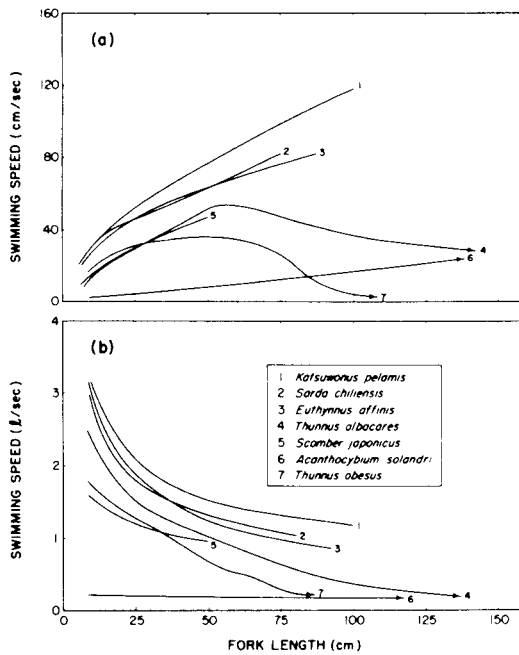 160
(a)
SWIMMING SPEED (cm/sec)
120
80
40
0
1
2
3
5
4
6
7
4
(b)
SWIMMING SPEED (ℓ/sec)
3
2
1
0
1 Katsuwonus pelamis
2 Sarda chiliensis
3 Euthynnus affinis
4 Thunnus albacares
5 Scomber japonicus
6 Acanthocybium solandri
7 Thunnus obesus
1
2
3
5
7
6
4
0 25 50 75 100 125 150
FORK LENGTH (cm)